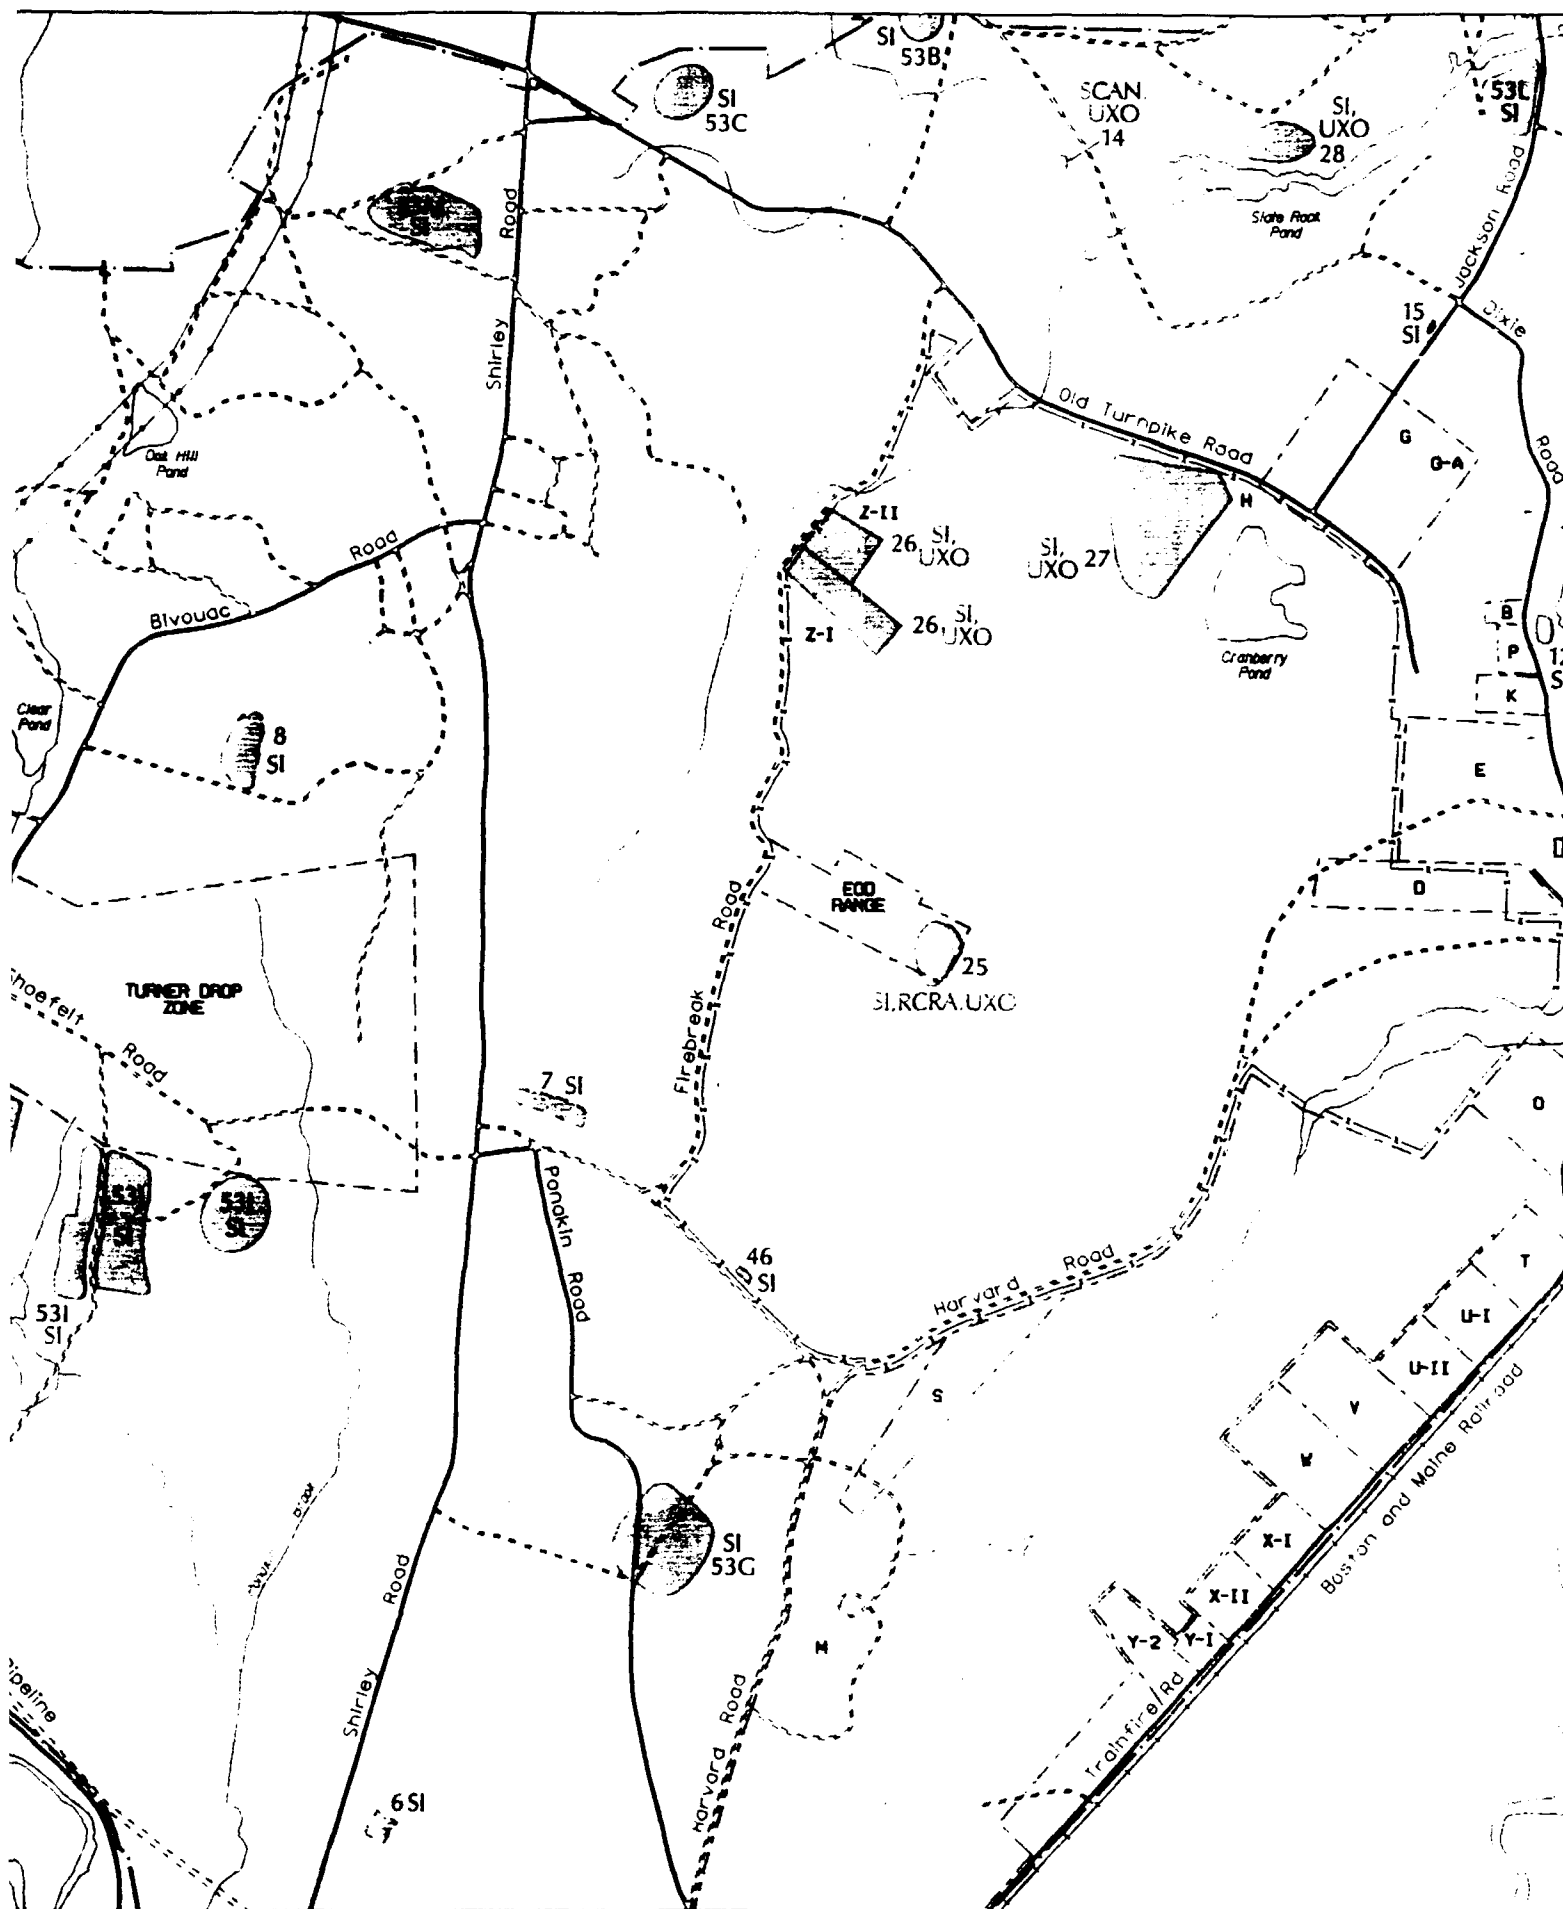 SI
53B
SI
53C
SCAN,
UXO
14
SI,
UXO
28
SI
Jackson Road
Slate Rock
Pond
SI
Shirley Road
15
SI
Dixie
Road
Old Turnpike Road
G
G-A
Oak Hill
Pond
H
Z-II
26 SI,
UXO
SI,
UXO 27
Bivouac Road
Z-I
26, SI,
UXO
Cranberry
Pond
B
P
K
Clear
Pond
8
SI
E
EOD
RANGE
O
25
SI,RCRA,UXO
TURNER DROP
ZONE
Shoefelt
Road
Firebreak Road
7 SI
O
Ponakin
Road
46
SI
53I
SI
Harvard Road
T
U-I
U-II
V
W
S
Boston and Maine Railroad
SI
53G
X-I
X-II
Y-2
Y-I
Shirley Road
M
Harvard Road
Trainfire Rd
Pipeline
6 SI